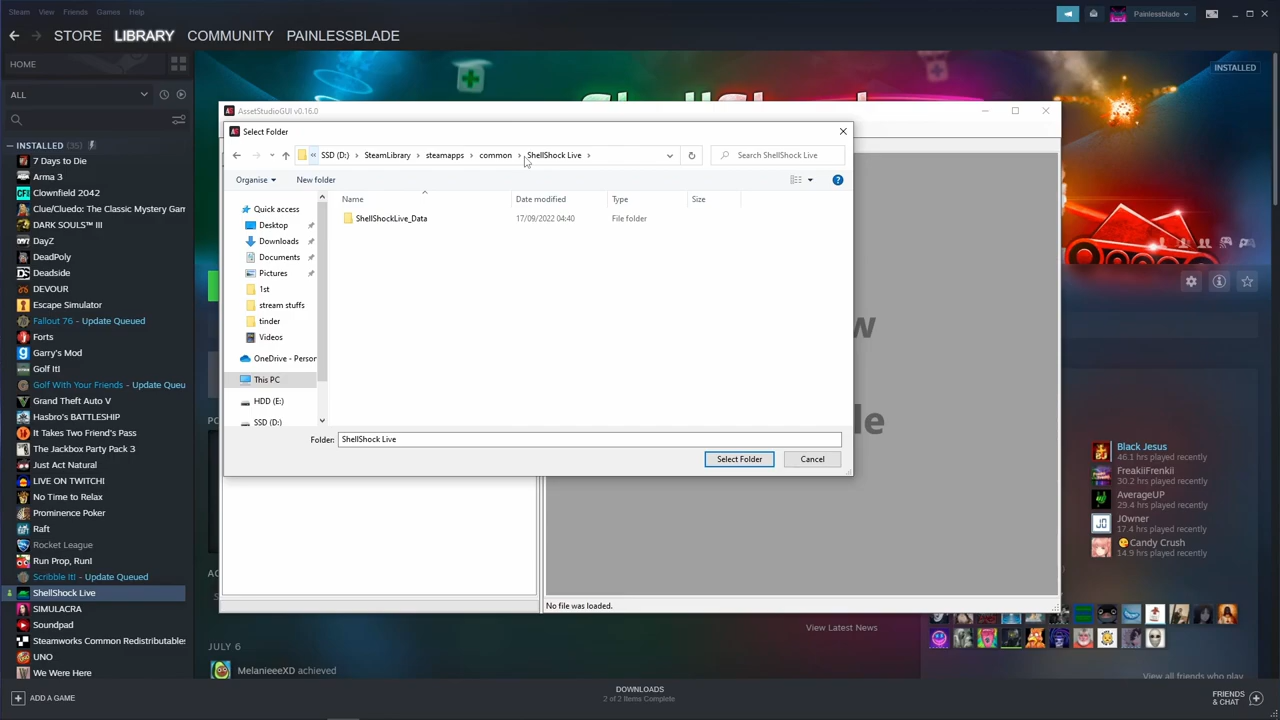 Steam View Friends Games Help
Painlessblade
STORE LIBRARY COMMUNITY PAINLESSBLADE
HOME
ALL
INSTALLED (35)
7 Days to Die
Arma 3
Clownfield 2042
Clue/Cluedo: The Classic Mystery Gam
DARK SOULS™ III
DayZ
DeadPoly
Deadside
DEVOUR
Escape Simulator
Fallout 76 - Update Queued
Forts
Garry's Mod
Golf It!
Golf With Your Friends - Update Queu
Grand Theft Auto V
Hasbro's BATTLESHIP
It Takes Two Friend's Pass
The Jackbox Party Pack 3
Just Act Natural
LIVE ON TWITCH!
No Time to Relax
Prominence Poker
Raft
Rocket League
Run Prop, Run!
Scribble It! - Update Queued
ShellShock Live
SIMULACRA
Soundpad
Steamworks Common Redistributables
UNO
We Were Here
ADD A GAME
INSTALLED
AssetStudioGUI v0.16.0
Select Folder
SSD (D:) SteamLibrary steamapps common ShellShock Live
Search ShellShock Live
Organise New folder
Name Date modified Type Size
ShellShockLive_Data 17/09/2022 04:40 File folder
Quick access
Desktop
Downloads
Documents
Pictures
1st
stream stuffs
tinder
Videos
OneDrive - Person
This PC
HDD (E:)
SSD (D:)
Folder: ShellShock Live
Select Folder Cancel
No file was loaded.
Black Jesus
46.1 hrs played recently
FreakiiFrenkii
30.2 hrs played recently
AverageUP
29.4 hrs played recently
J0wner
17.4 hrs played recently
Candy Crush
14.9 hrs played recently
View Latest News
JULY 6
MelanieeeXD achieved
View all friends who play
DOWNLOADS
2 of 2 Items Complete
FRIENDS
& CHAT